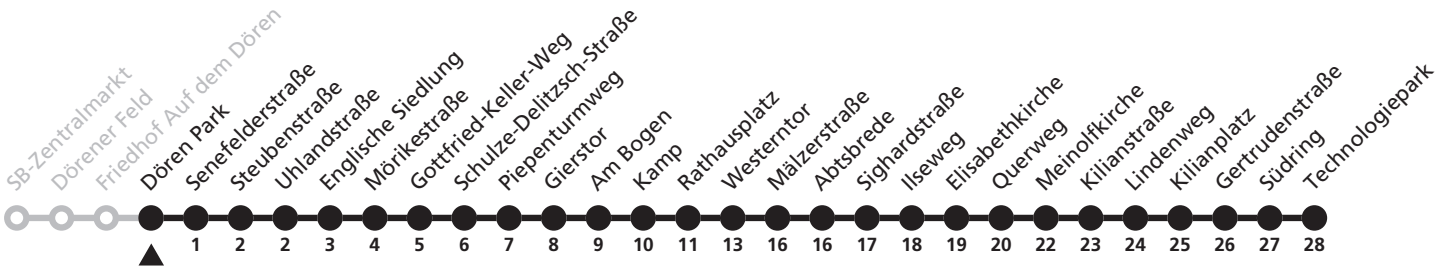 SB-Zentralmarkt
Dörener Feld
Friedhof Auf dem Dören
Dören Park
Senefelderstraße
Steubenstraße
Uhlandstraße
Englische Siedlung
Mörikestraße
Gottfried-Keller-Weg
Schulze-Delitzsch-Straße
Piepenturmweg
Gierstor
Am Bogen
Kamp
Rathausplatz
Westerntor
Mälzerstraße
Abtsbrede
Sighardstraße
Ilseweg
Elisabethkirche
Querweg
Meinolfkirche
Kilianstraße
Lindenweg
Kilianplatz
Gertrudenstraße
Südring
Technologiepark
1 2 2 3 4 5 6 7 8 9 10 11 13 16 16 17 18 19 20 22 23 24 25 26 27 28